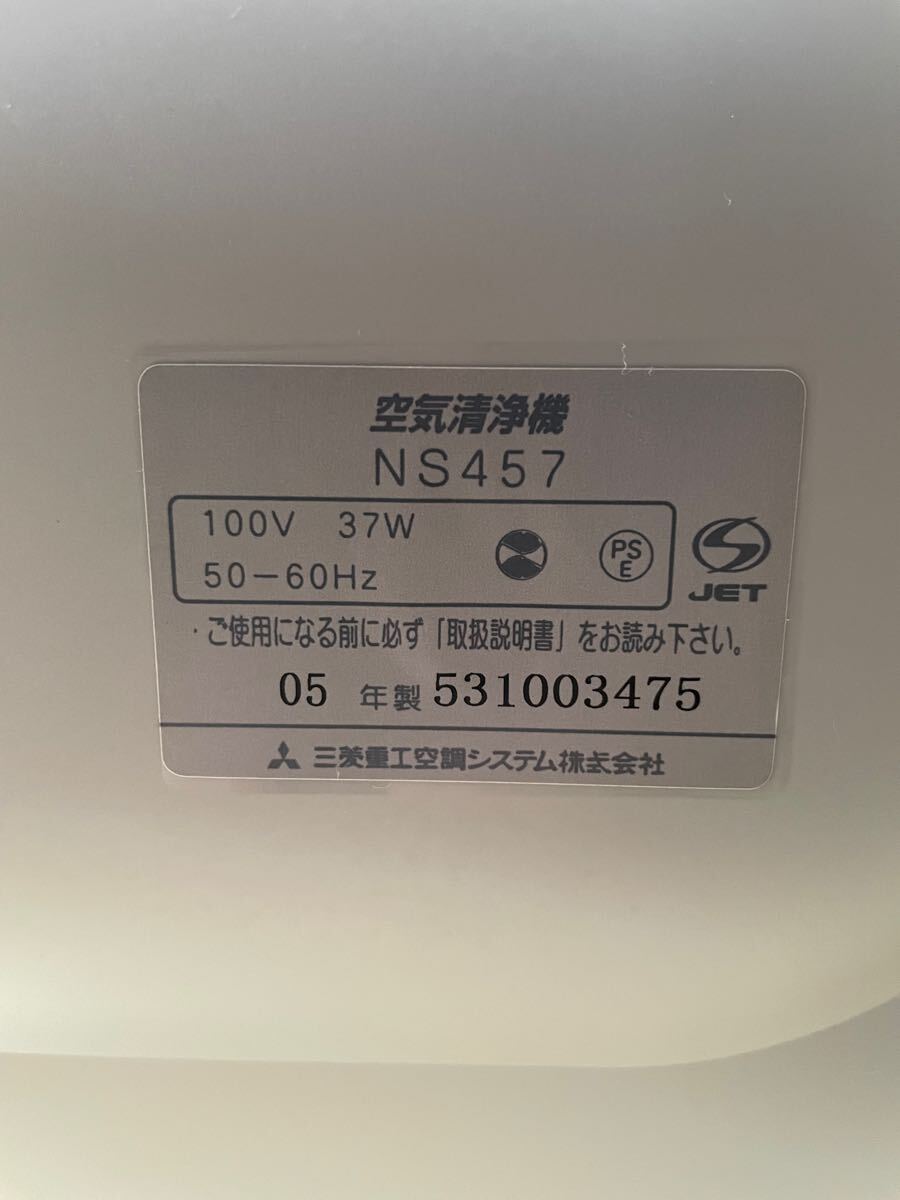 空気清浄機
NS457
100V 37W
50-60Hz
PS
E
JET
・ご使用になる前に必ず「取扱説明書」をお読み下さい。
05 年製 531003475
三菱重工空調システム株式会社